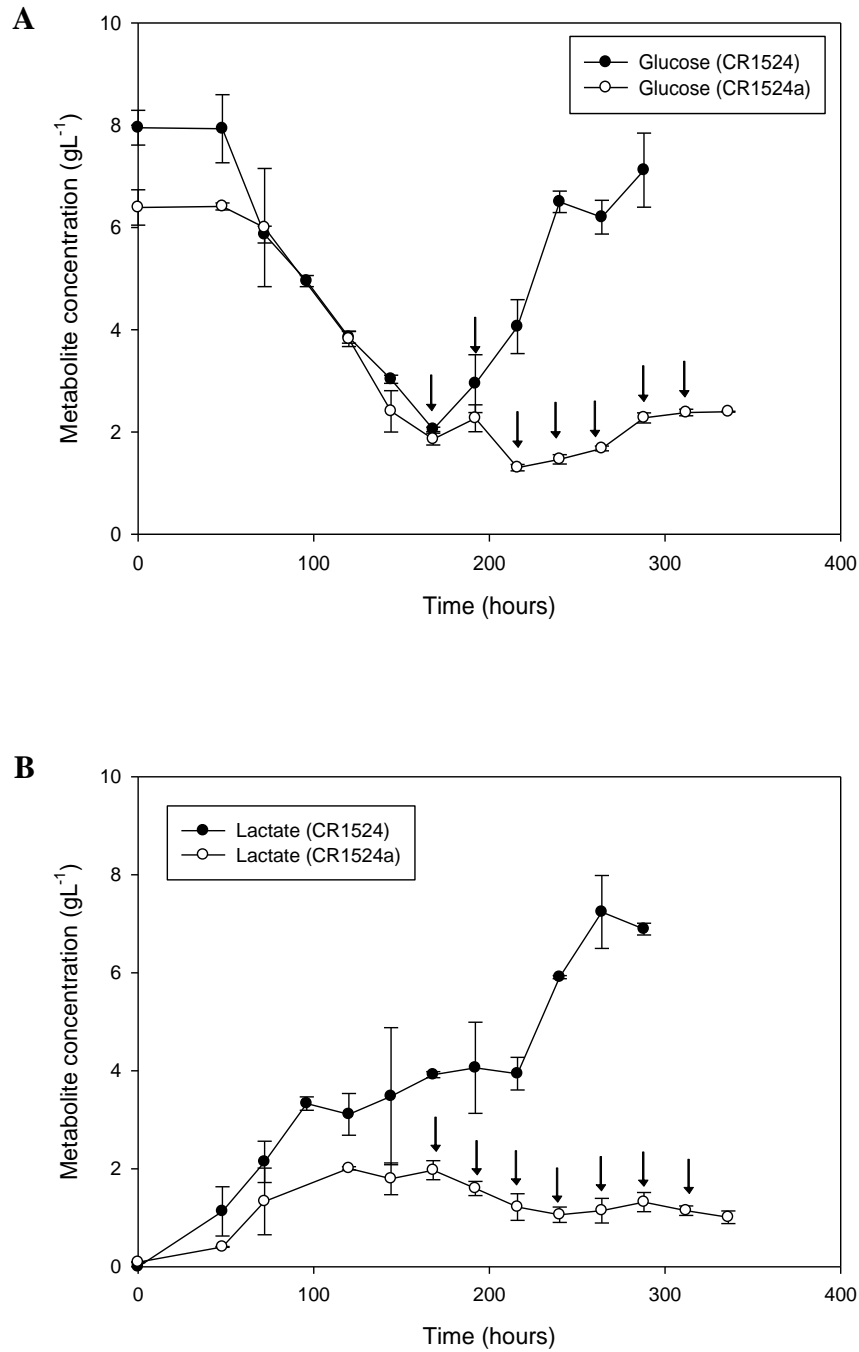 A
Metabolite concentration (gL⁻¹)
10
8
6
4
2
0
Glucose (CR1524)
Glucose (CR1524a)
0 100 200 300 400
Time (hours)
B
Metabolite concentration (gL⁻¹)
10
8
6
4
2
0
Lactate (CR1524)
Lactate (CR1524a)
0 100 200 300 400
Time (hours)